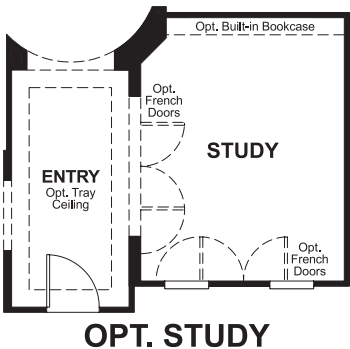 Opt. Built-in Bookcase
Opt.
French
Doors
STUDY
ENTRY
Opt. Tray
Ceiling
Opt.
French
Doors
OPT. STUDY